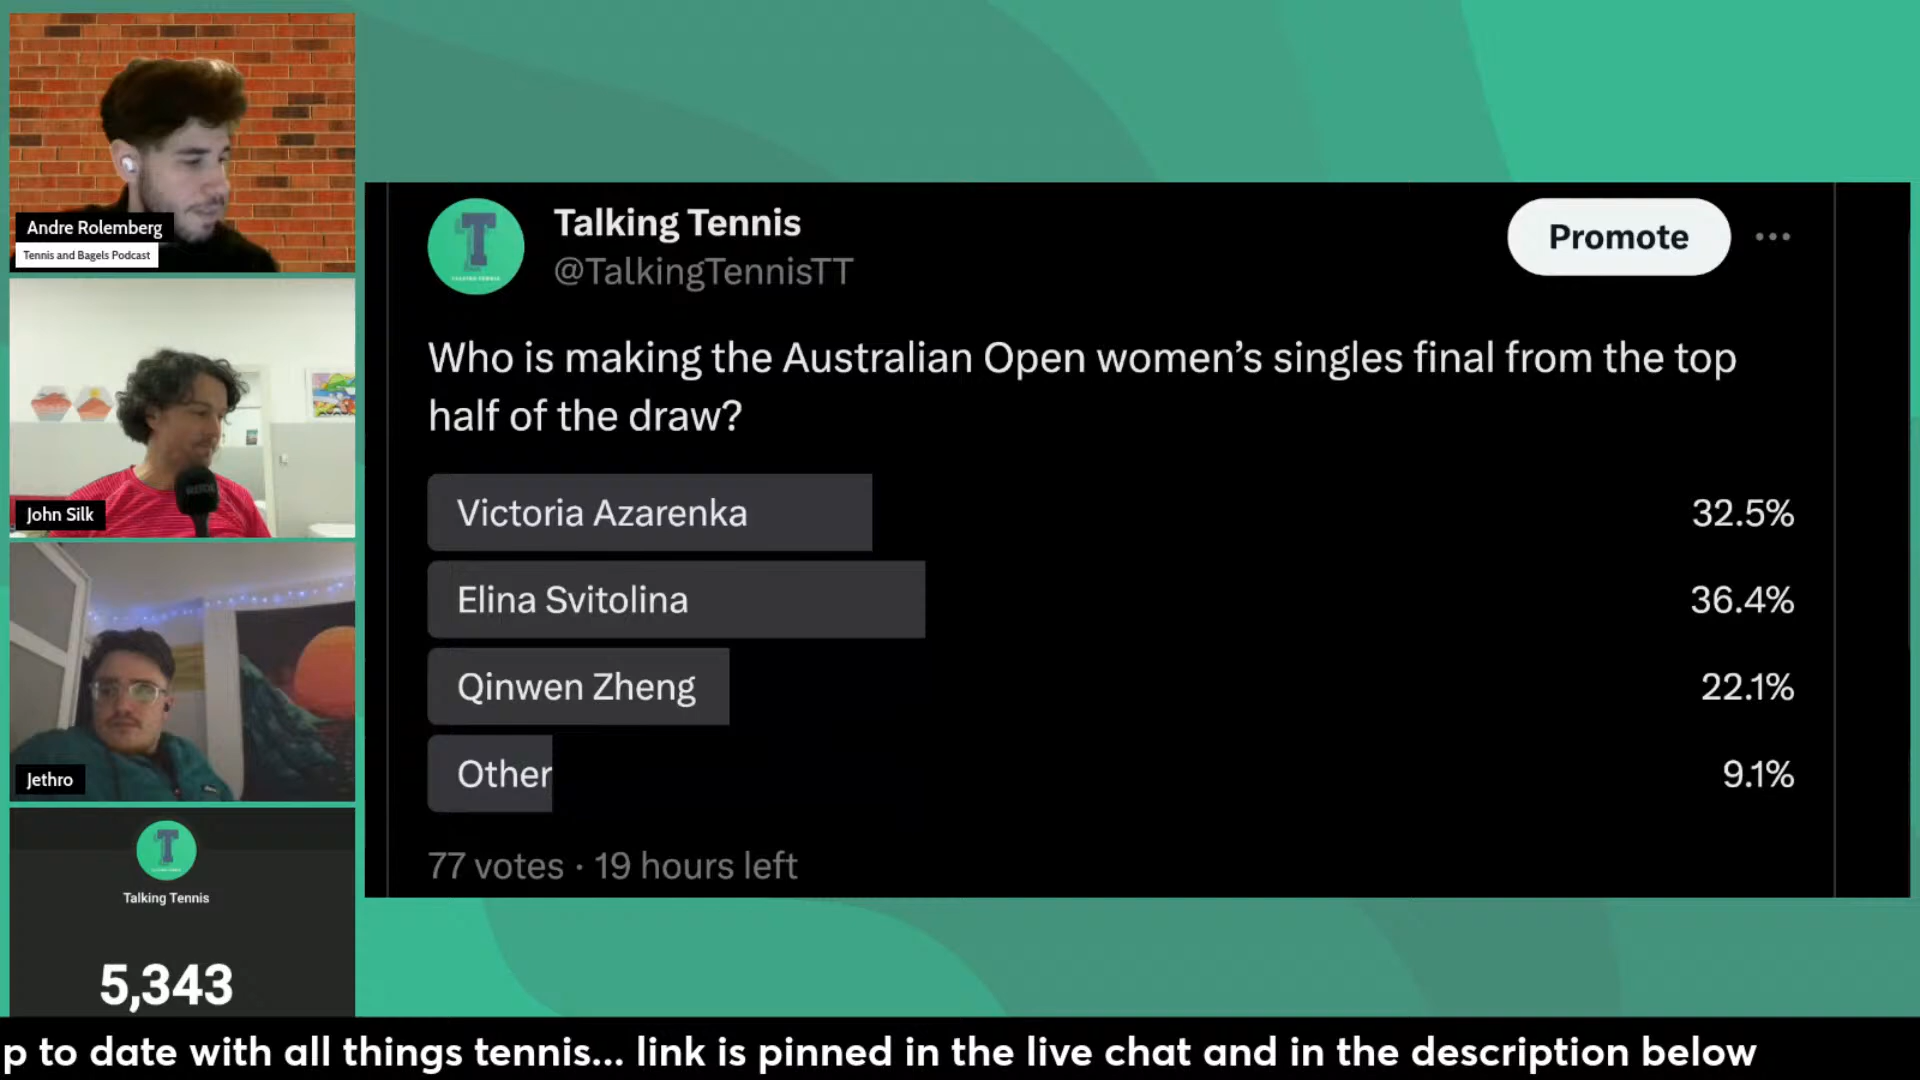 Andre Rolemberg
Tennis and Bagels Podcast
John Silk
Jethro
Talking Tennis
5,343
Talking Tennis
@TalkingTennisTT
Promote
Who is making the Australian Open women’s singles final from the top
half of the draw?
Victoria Azarenka 32.5%
Elina Svitolina 36.4%
Qinwen Zheng 22.1%
Other 9.1%
77 votes · 19 hours left
p to date with all things tennis... link is pinned in the live chat and in the description below